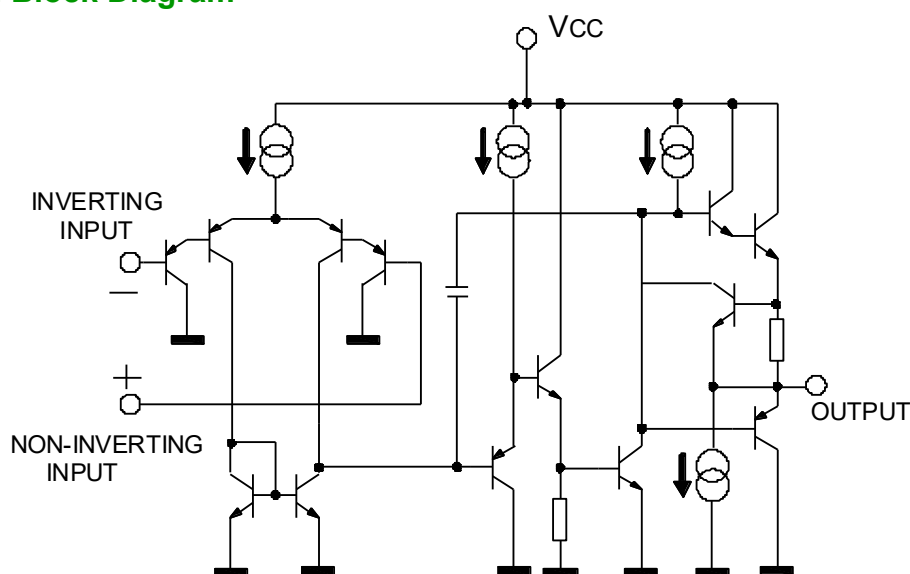 Block Diagram
VCC
INVERTING
INPUT
—
+
NON-INVERTING
INPUT
OUTPUT